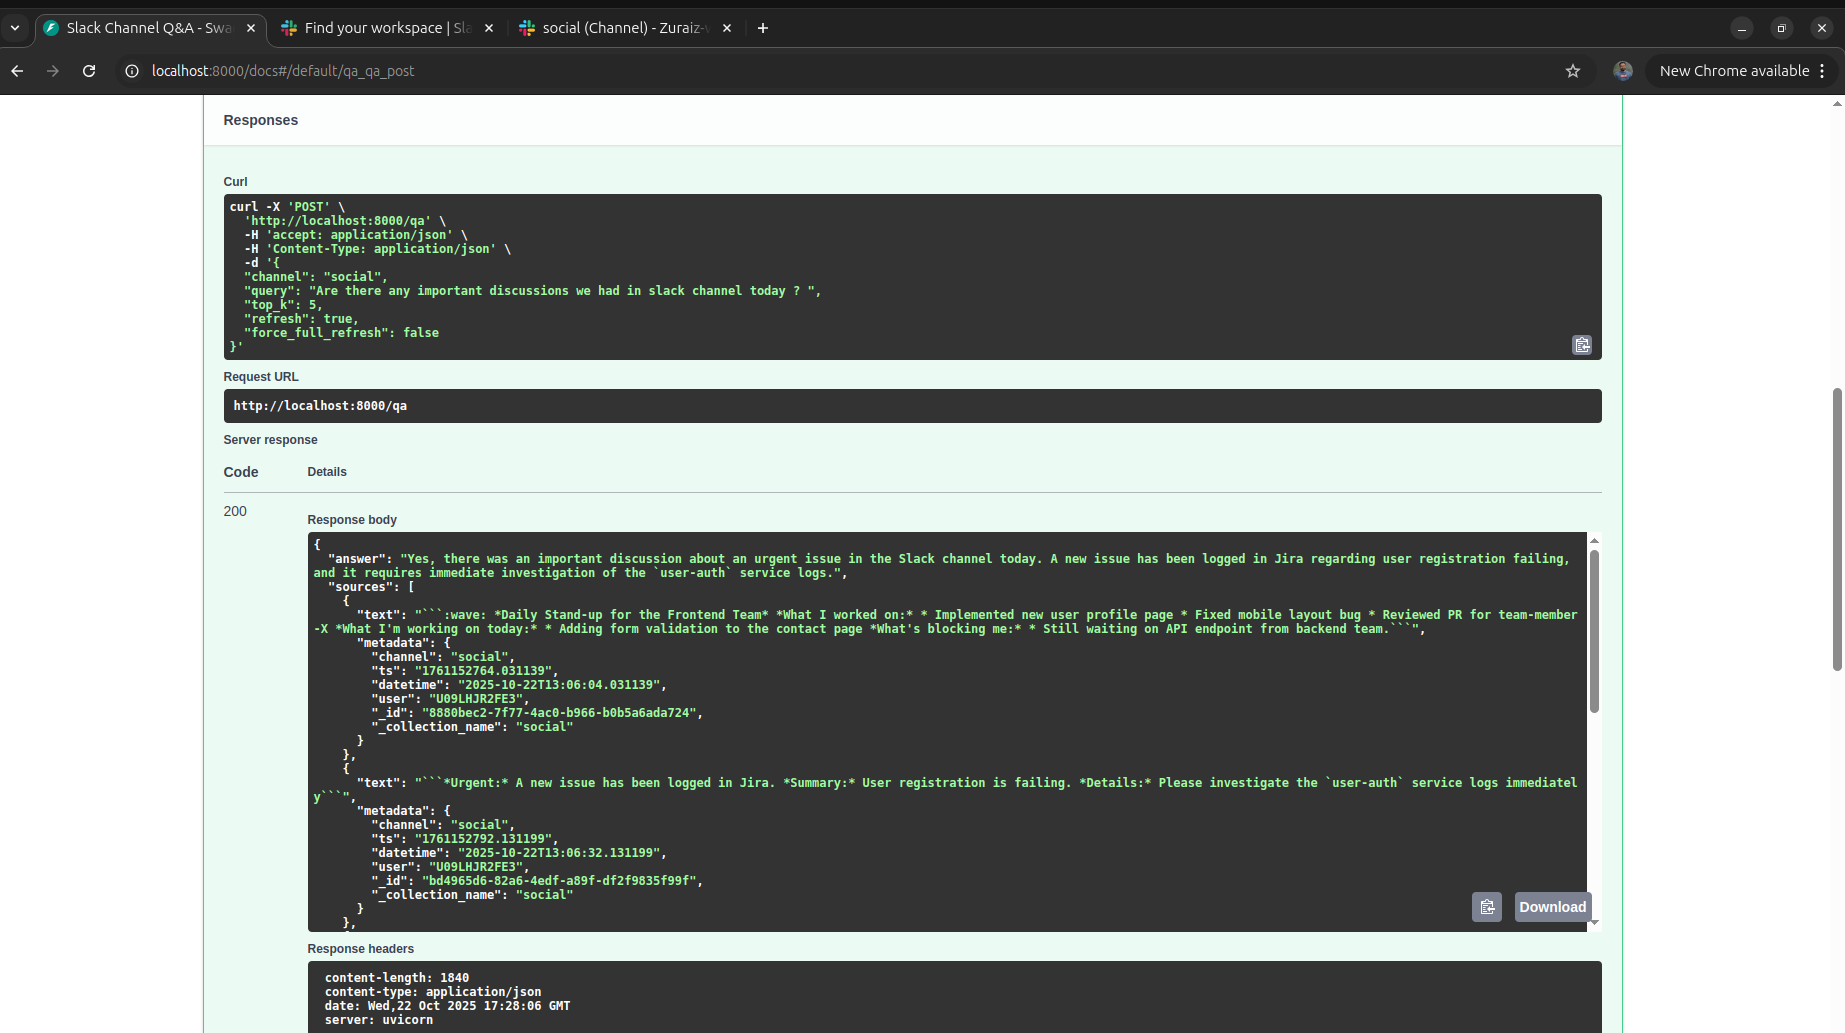 Slack Channel Q&A - Swa
Find your workspace | Sla
social (Channel) - Zuraiz-w
localhost:8000/docs#/default/qa_qa_post
New Chrome available
Responses
Curl
curl -X 'POST' \
  'http://localhost:8000/qa' \
  -H 'accept: application/json' \
  -H 'Content-Type: application/json' \
  -d '{
  "channel": "social",
  "query": "Are there any important discussions we had in slack channel today ? ",
  "top_k": 5,
  "refresh": true,
  "force_full_refresh": false
}'
Request URL
http://localhost:8000/qa
Server response
Code Details
200
Response body
{
  "answer": "Yes, there was an important discussion about an urgent issue in the Slack channel today. A new issue has been logged in Jira regarding user registration failing,
and it requires immediate investigation of the `user-auth` service logs.",
  "sources": [
    {
      "text": "```:wave: *Daily Stand-up for the Frontend Team* *What I worked on:* * Implemented new user profile page * Fixed mobile layout bug * Reviewed PR for team-member
-X *What I'm working on today:* * Adding form validation to the contact page *What's blocking me:* * Still waiting on API endpoint from backend team.```",
      "metadata": {
        "channel": "social",
        "ts": "1761152764.031139",
        "datetime": "2025-10-22T13:06:04.031139",
        "user": "U09LHJR2FE3",
        "_id": "8880bec2-7f77-4ac0-b966-b0b5a6ada724",
        "_collection_name": "social"
      }
    },
    {
      "text": "```*Urgent:* A new issue has been logged in Jira. *Summary:* User registration is failing. *Details:* Please investigate the `user-auth` service logs immediatel
y```",
      "metadata": {
        "channel": "social",
        "ts": "1761152792.131199",
        "datetime": "2025-10-22T13:06:32.131199",
        "user": "U09LHJR2FE3",
        "_id": "bd4965d6-82a6-4edf-a89f-df2f9835f99f",
        "_collection_name": "social"
      }
    },
Download
Response headers
content-length: 1840
content-type: application/json
date: Wed,22 Oct 2025 17:28:06 GMT
server: uvicorn